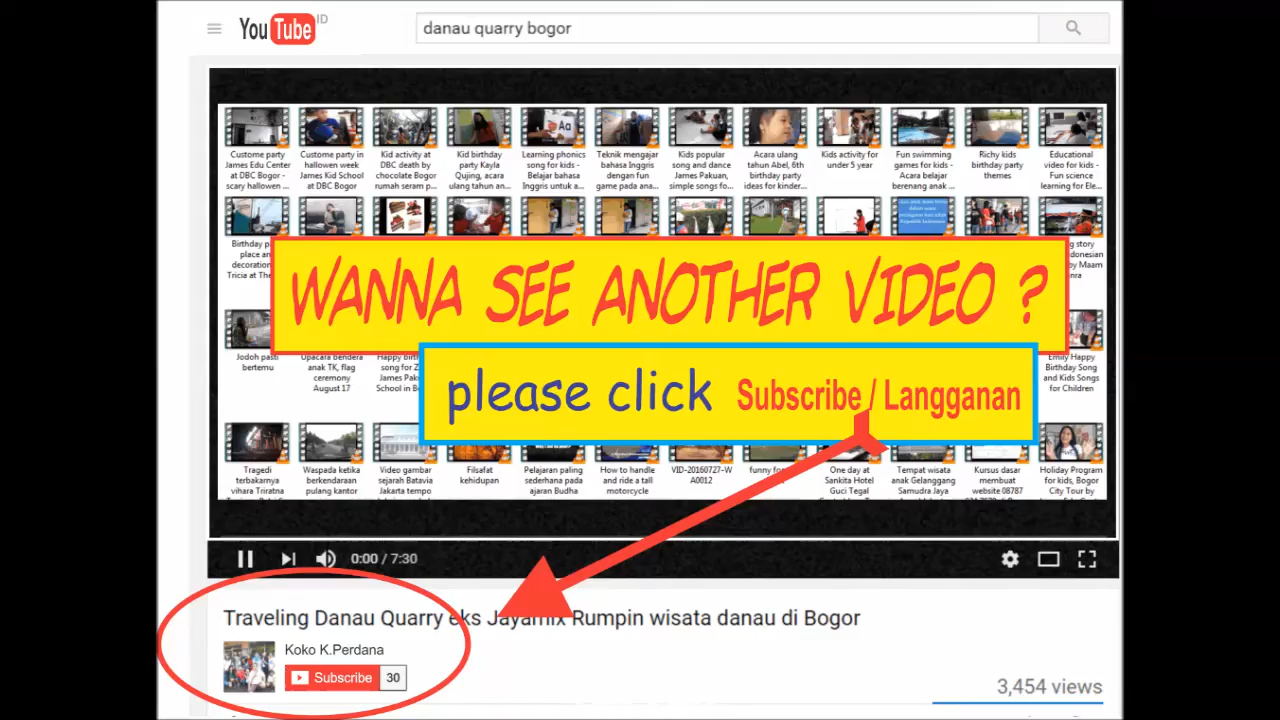 YouTube ID
danau quarry bogor
Custome party James Edu Center at DBC Bogor - scary hallowen ...
Custome party in hallowen week James Kid School at DBC Bogor
Kid activity at DBC death by chocolate Bogor rumah seram p...
Kid birthday party Kayla Qujing, acara ulang tahun an...
Learning phonics song for kids - Belajar bahasa Inggris untuk a...
Teknik mengajar bahasa Inggris dengan fun game pada ana...
Kids popular song and dance James Pakuan, simple songs fo...
Acara ulang tahun Abel, 6th birthday party ideas for kinder...
Kids activity for under 5 year
Fun swimming games for kids - Acara belajar berenang anak ...
Richy kids birthday party themes
Educational video for kids - Fun science learning for Ele...
WANNA SEE ANOTHER VIDEO ?
please click Subscribe / Langganan
Jodoh pasti bertemu
Upacara bendera anak TK, flag ceremony August 17
Emily Happy Birthday Song and Kids Songs for Children
Tragedi terbakarnya vihara Triratna
Waspada ketika berkendaraan pulang kantor
Video gambar sejarah Batavia Jakarta tempo
Filsafat kehidupan
Pelajaran paling sederhana pada ajaran Budha
How to handle and ride a tall motorcycle
VID-20160727-WA0012
One day at Sankita Hotel Guci Tegal
Tempat wisata anak Gelanggang Samudra Jaya
Kursus dasar membuat website 08787
Holiday Program for kids, Bogor City Tour by
0:00 / 7:30
Traveling Danau Quarry eks Jayamix Rumpin wisata danau di Bogor
Koko K.Perdana
Subscribe 30
3,454 views